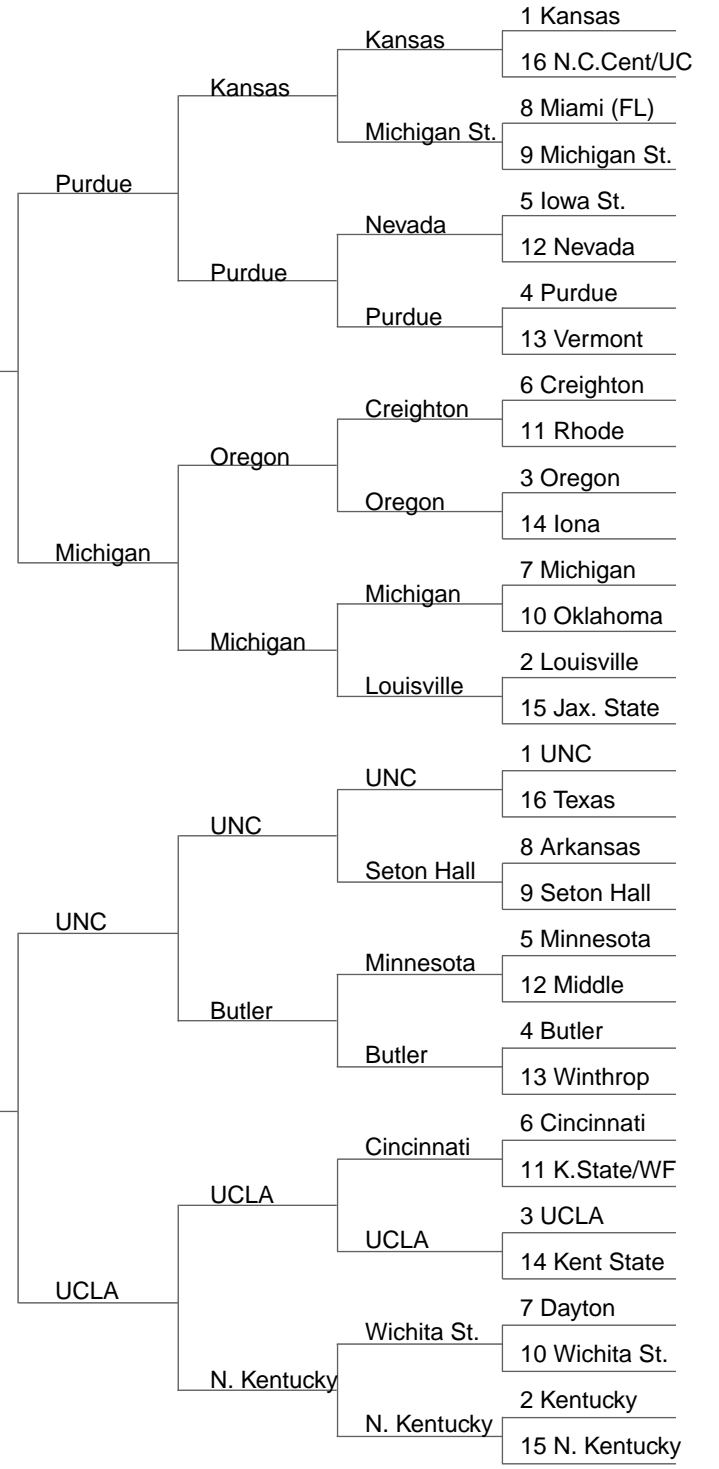 1 Kansas
Kansas
16 N.C.Cent/UC
Kansas
8 Miami (FL)
Michigan St.
9 Michigan St.
Purdue
5 Iowa St.
Nevada
12 Nevada
Purdue
4 Purdue
Purdue
13 Vermont
6 Creighton
Creighton
11 Rhode
Oregon
3 Oregon
Oregon
14 Iona
Michigan
7 Michigan
Michigan
10 Oklahoma
Michigan
2 Louisville
Louisville
15 Jax. State
1 UNC
UNC
16 Texas
UNC
8 Arkansas
Seton Hall
9 Seton Hall
UNC
5 Minnesota
Minnesota
12 Middle
Butler
4 Butler
Butler
13 Winthrop
6 Cincinnati
Cincinnati
11 K.State/WF
UCLA
3 UCLA
UCLA
14 Kent State
UCLA
7 Dayton
Wichita St.
10 Wichita St.
N. Kentucky
2 Kentucky
N. Kentucky
15 N. Kentucky